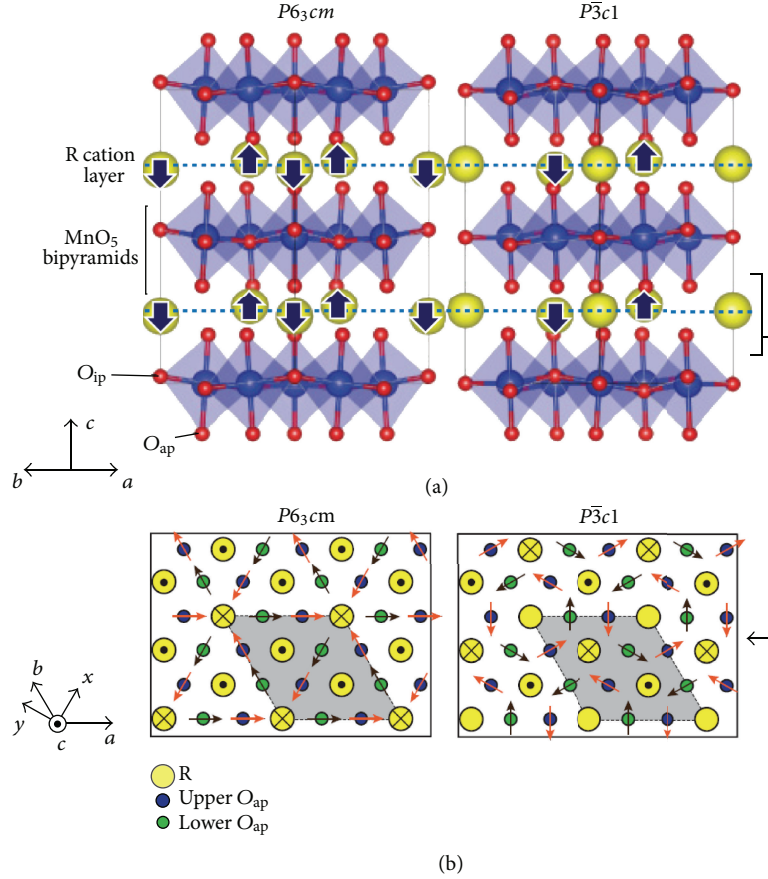 P6₃cm P3̅c1
R cation
layer
MnO₅
bipyramids
O_ip
O_ap
c
b a
(a)
P6₃cm P3̅c1
b x
y
c a
R
Upper O_ap
Lower O_ap
(b)